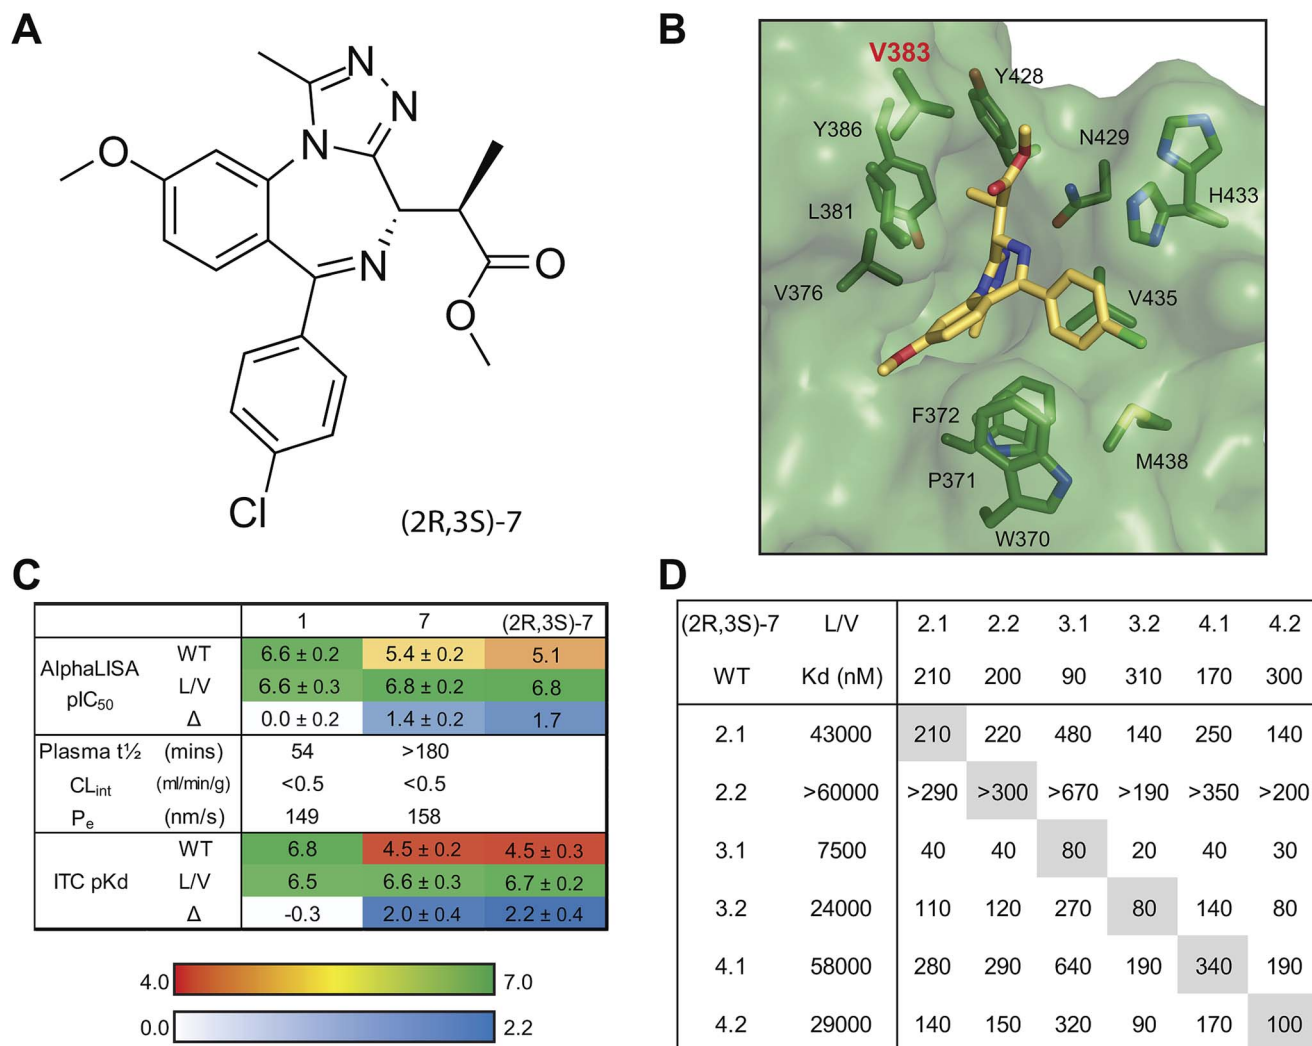 A
N
N
N
O
N
O
O
Cl
(2R,3S)-7
B
V383
Y428
Y386
N429
L381
H433
V376
V435
F372
P371
M438
W370
C
1 7 (2R,3S)-7
AlphaLISA pIC50 WT 6.6 ± 0.2 5.4 ± 0.2 5.1
L/V 6.6 ± 0.3 6.8 ± 0.2 6.8
Δ 0.0 ± 0.2 1.4 ± 0.2 1.7
Plasma t½ (mins) 54 >180
CLint (ml/min/g) <0.5 <0.5
Pe (nm/s) 149 158
ITC pKd WT 6.8 4.5 ± 0.2 4.5 ± 0.3
L/V 6.5 6.6 ± 0.3 6.7 ± 0.2
Δ -0.3 2.0 ± 0.4 2.2 ± 0.4
4.0 7.0
0.0 2.2
D
(2R,3S)-7 L/V 2.1 2.2 3.1 3.2 4.1 4.2
WT Kd (nM) 210 200 90 310 170 300
2.1 43000 210 220 480 140 250 140
2.2 >60000 >290 >300 >670 >190 >350 >200
3.1 7500 40 40 80 20 40 30
3.2 24000 110 120 270 80 140 80
4.1 58000 280 290 640 190 340 190
4.2 29000 140 150 320 90 170 100